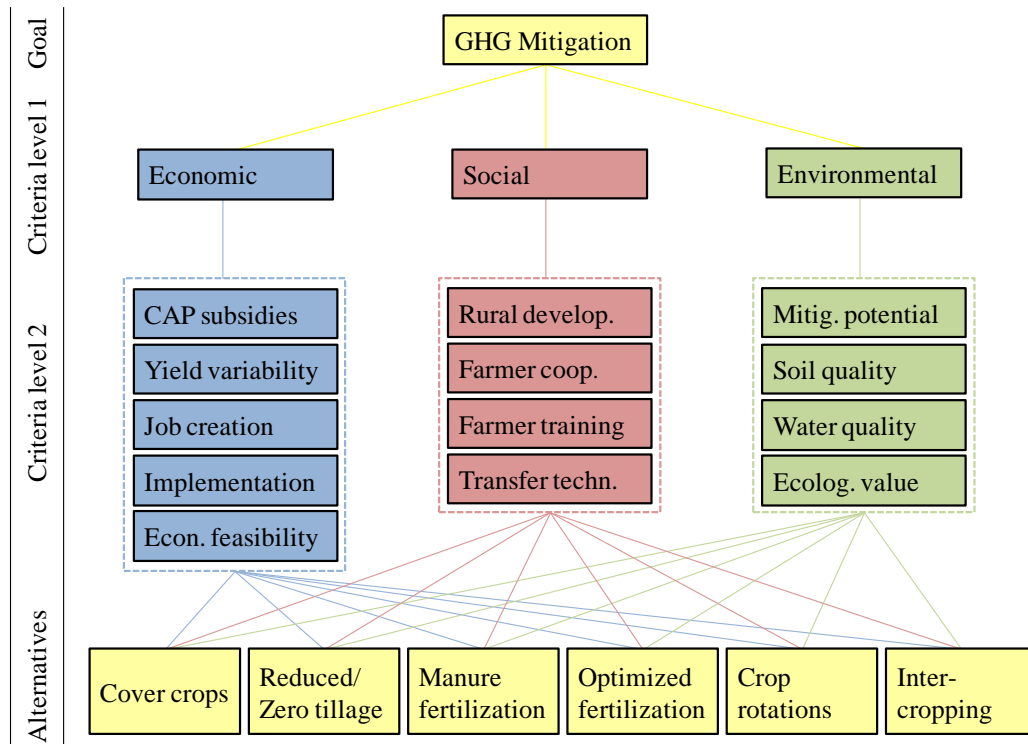 Goal
GHG Mitigation
Criteria level 1
Economic
Social
Environmental
Criteria level 2
CAP subsidies
Yield variability
Job creation
Implementation
Econ. feasibility
Rural develop.
Farmer coop.
Farmer training
Transfer techn.
Mitig. potential
Soil quality
Water quality
Ecolog. value
Alternatives
Cover crops
Reduced/
Zero tillage
Manure
fertilization
Optimized
fertilization
Crop
rotations
Inter-
cropping